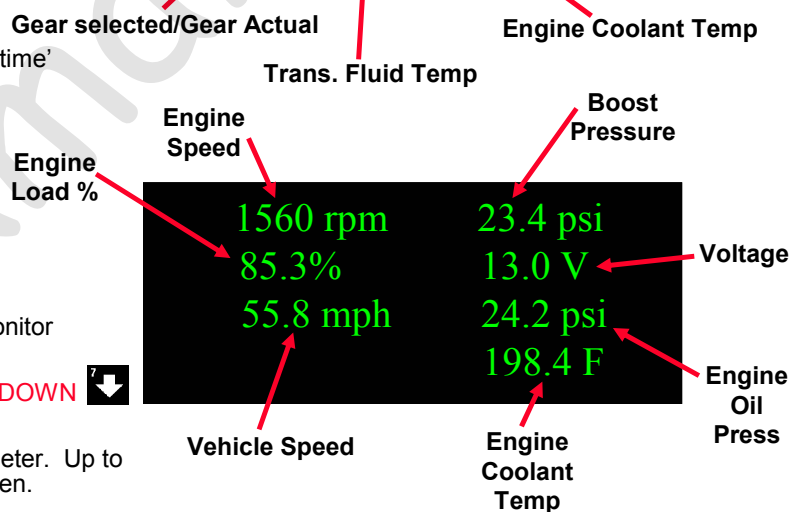 Gear selected/Gear Actual
Engine Coolant Temp
time’
Trans. Fluid Temp
Boost
Pressure
Engine
Speed
Engine
Load %
1560 rpm
23.4 psi
85.3%
13.0 V
Voltage
55.8 mph
24.2 psi
198.4 F
onitor
DOWN
7
Engine
Oil
Press
Vehicle Speed
Engine
Coolant
Temp
eter. Up to
en.